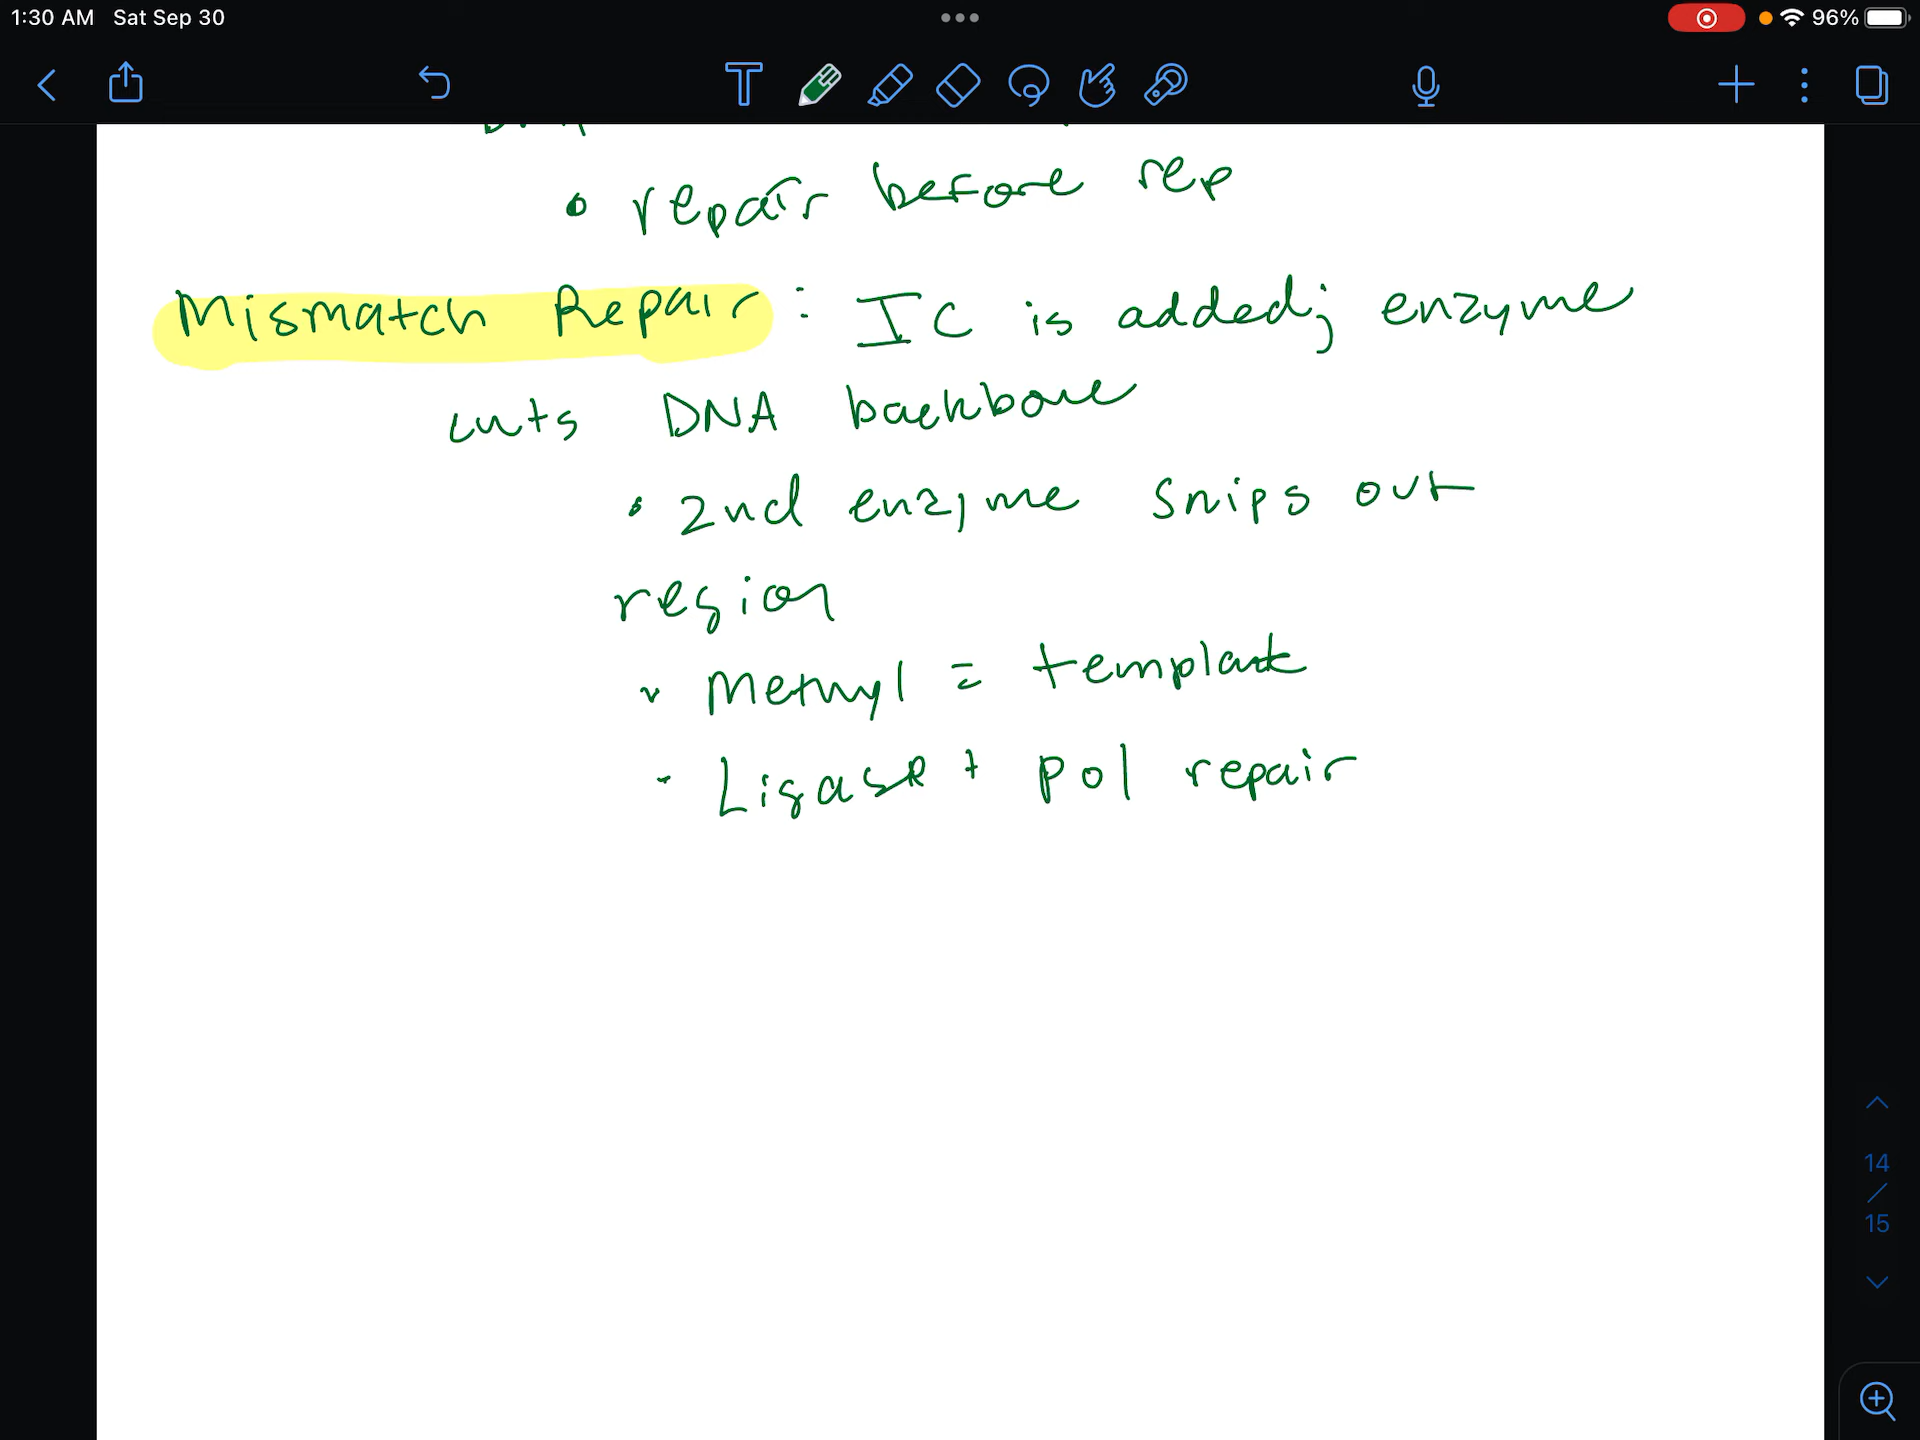 1:30 AM Sat Sep 30
96%
• repair before rep
Mismatch Repair: IC is added; enzyme
cuts DNA backbone
• 2nd enzyme snips out
region
• Methyl = template
• Ligase + pol repair
14
/
15